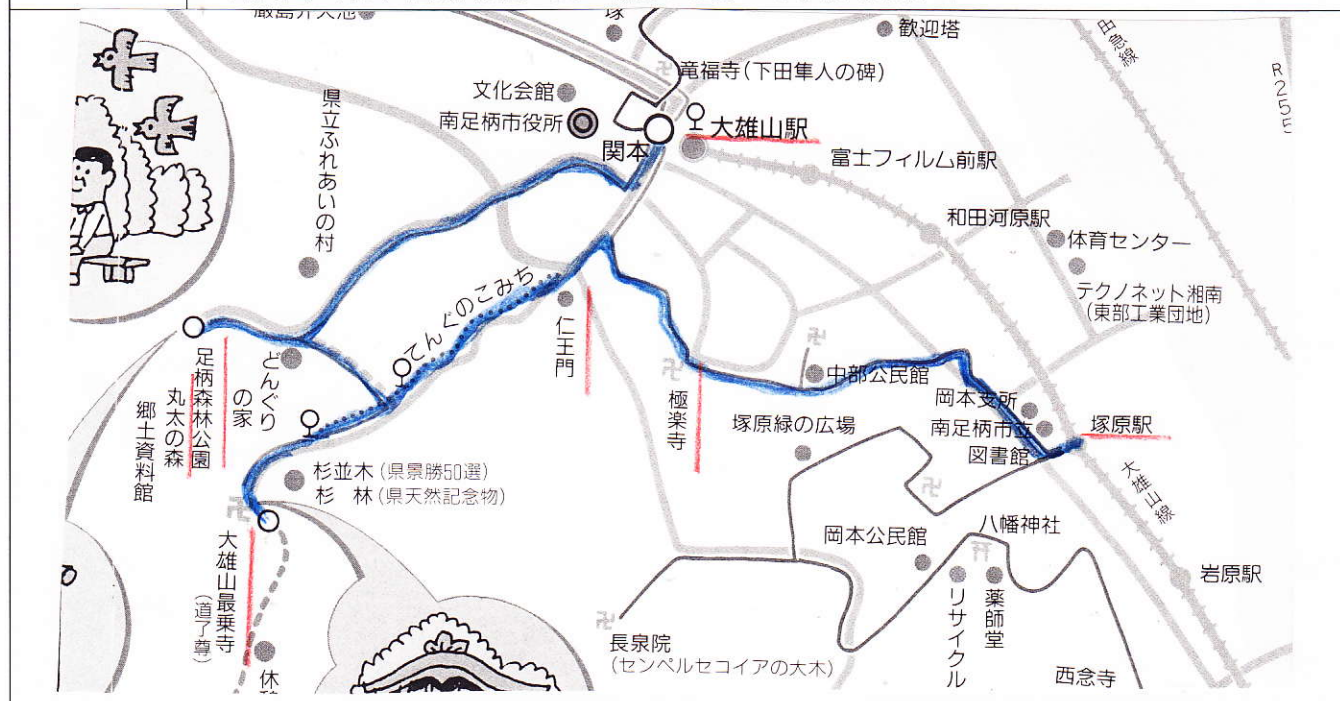 塚
歓迎塔
田急線
R255
竜福寺(下田隼人の碑)
文化会館
南足柄市役所
関本
大雄山駅
富士フィルム前駅
県立ふれあいの村
和田河原駅
体育センター
テクノネット湘南
(東部工業団地)
てんぐのこみち
仁王門
足柄森林公園
丸太の森
郷土資料館
どんぐり
の家
極楽寺
中部公民館
塚原緑の広場
岡本支所
南足柄市立
図書館
塚原駅
大雄山線
杉並木(県景勝50選)
杉 林(県天然記念物)
大雄山最乗寺
(道了尊)
岡本公民館
八幡神社
岩原駅
リサイクル
薬師堂
長泉院
(センペルセコイアの大木)
西念寺
休